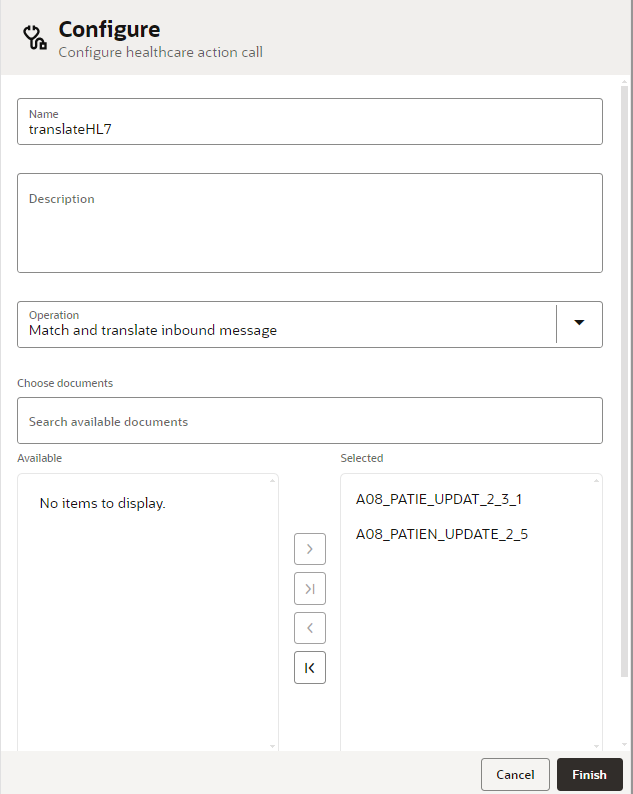 Configure
Configure healthcare action call
Name
translateHL7
Description
Operation
Match and translate inbound message
Choose documents
Search available documents
Available
Selected
No items to display.
A08_PATIE_UPDAT_2_3_1
A08_PATIEN_UPDATE_2_5
Cancel
Finish